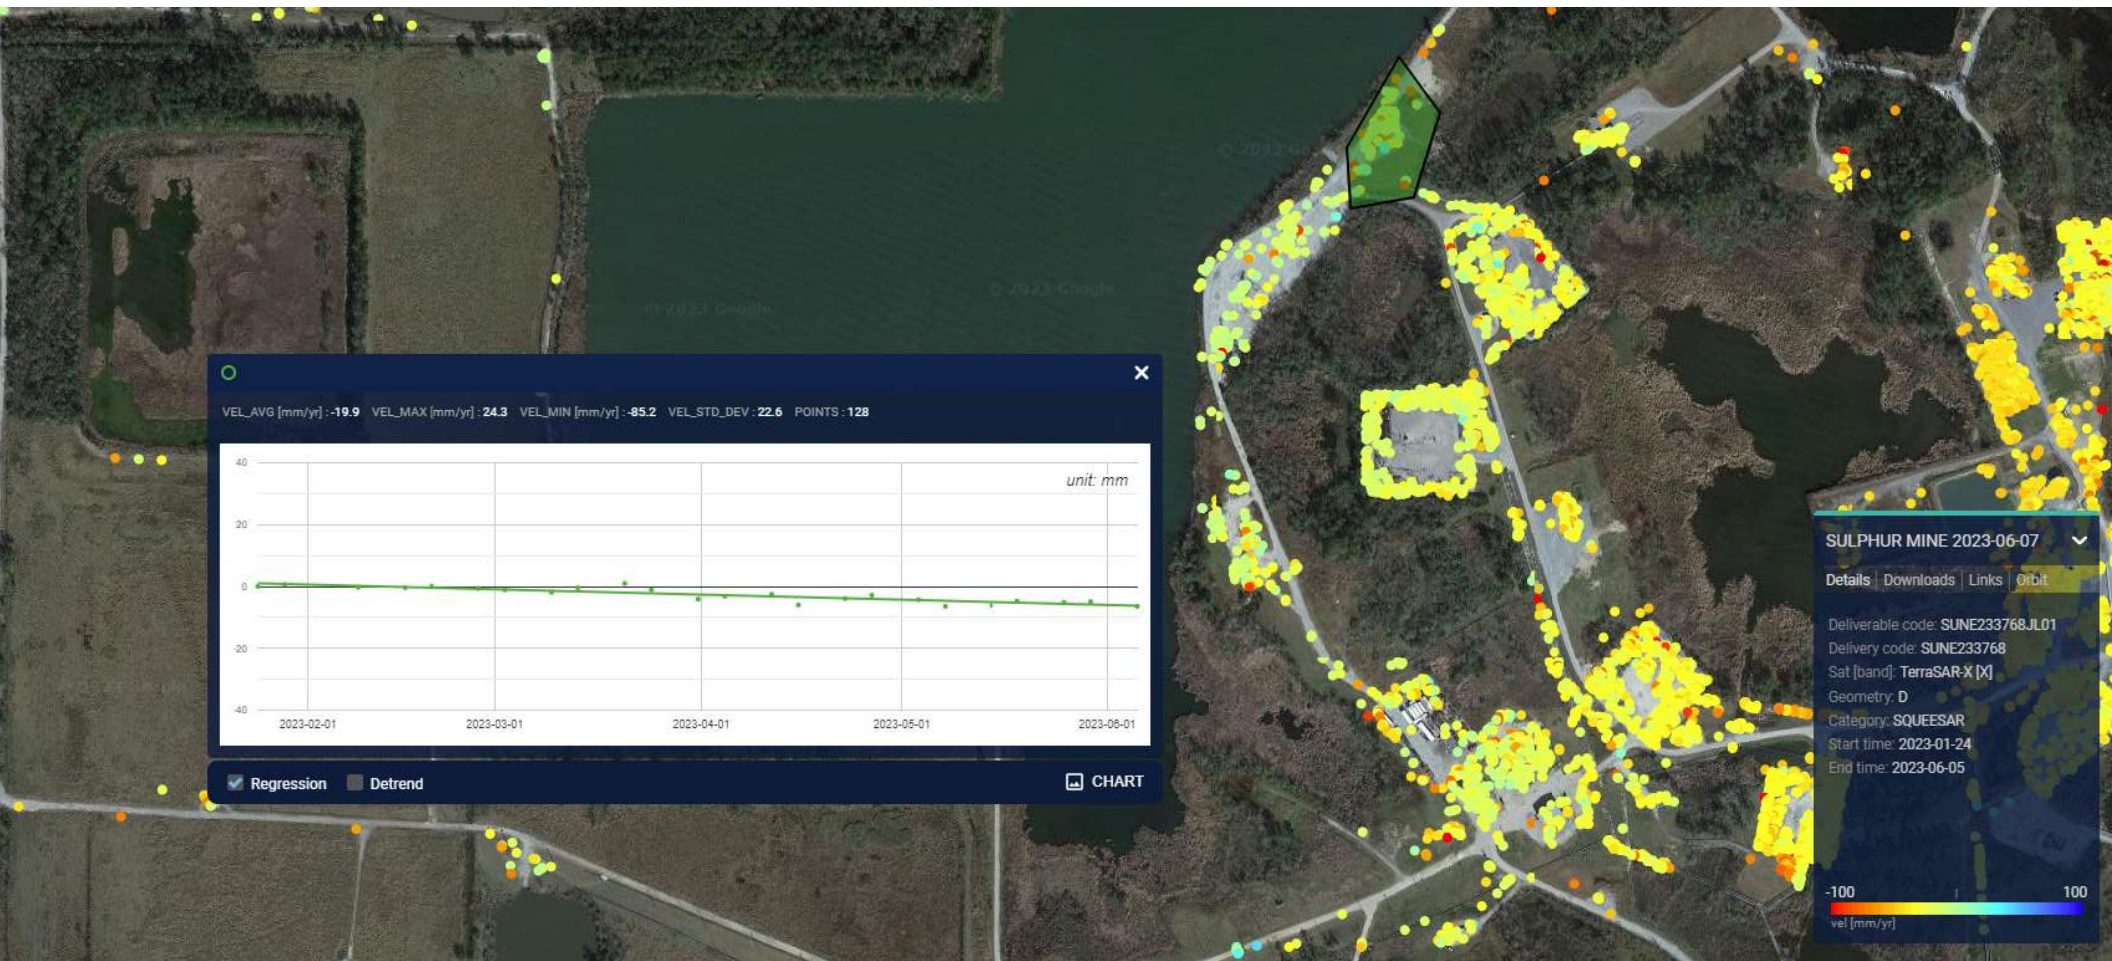 © 2023 Google
© 2023 Google
VEL_AVG [mm/yr] : -19.9 VEL_MAX [mm/yr] : 24.3 VEL_MIN [mm/yr] : -85.2 VEL_STD_DEV : 22.6 POINTS : 128
unit: mm
40
20
0
-20
-40
2023-02-01 2023-03-01 2023-04-01 2023-05-01 2023-06-01
Regression Detrend CHART
SULPHUR MINE 2023-06-07
Details | Downloads | Links | Orbit
Deliverable code: SUNE233768JL01
Delivery code: SUNE233768
Sat [band]: TerraSAR-X [X]
Geometry: D
Category: SQUEESAR
Start time: 2023-01-24
End time: 2023-06-05
-100 100
vel [mm/yr]